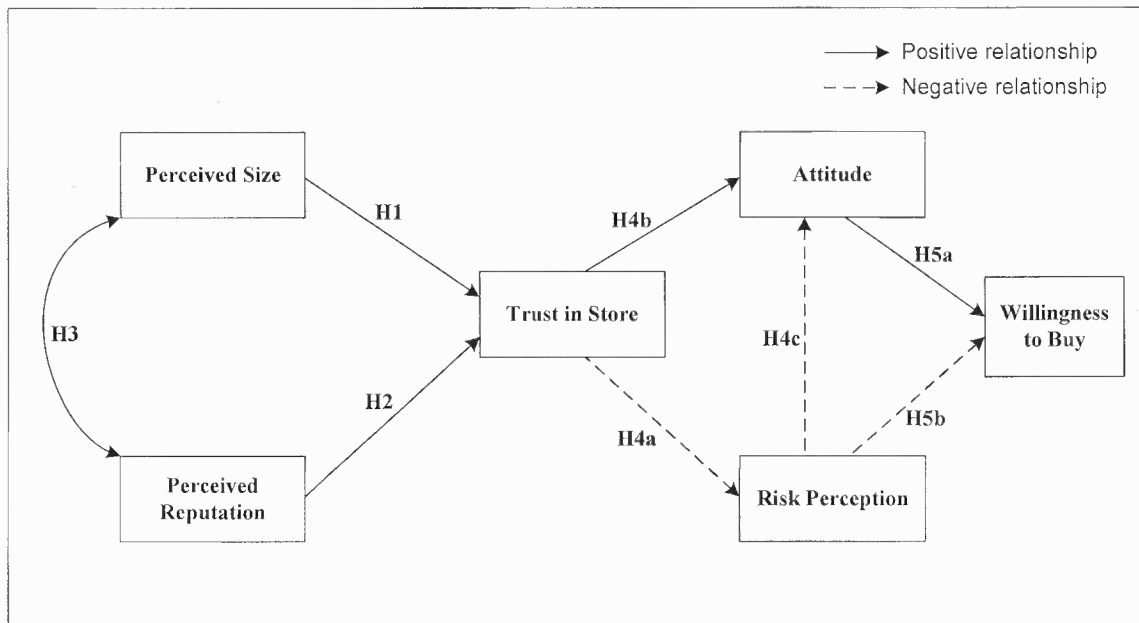 Positive relationship
Negative relationship
Perceived Size
Attitude
H1
H4b
H5a
Trust in Store
Willingness
to Buy
H3
H4c
H2
H4a
H5b
Perceived
Reputation
Risk Perception